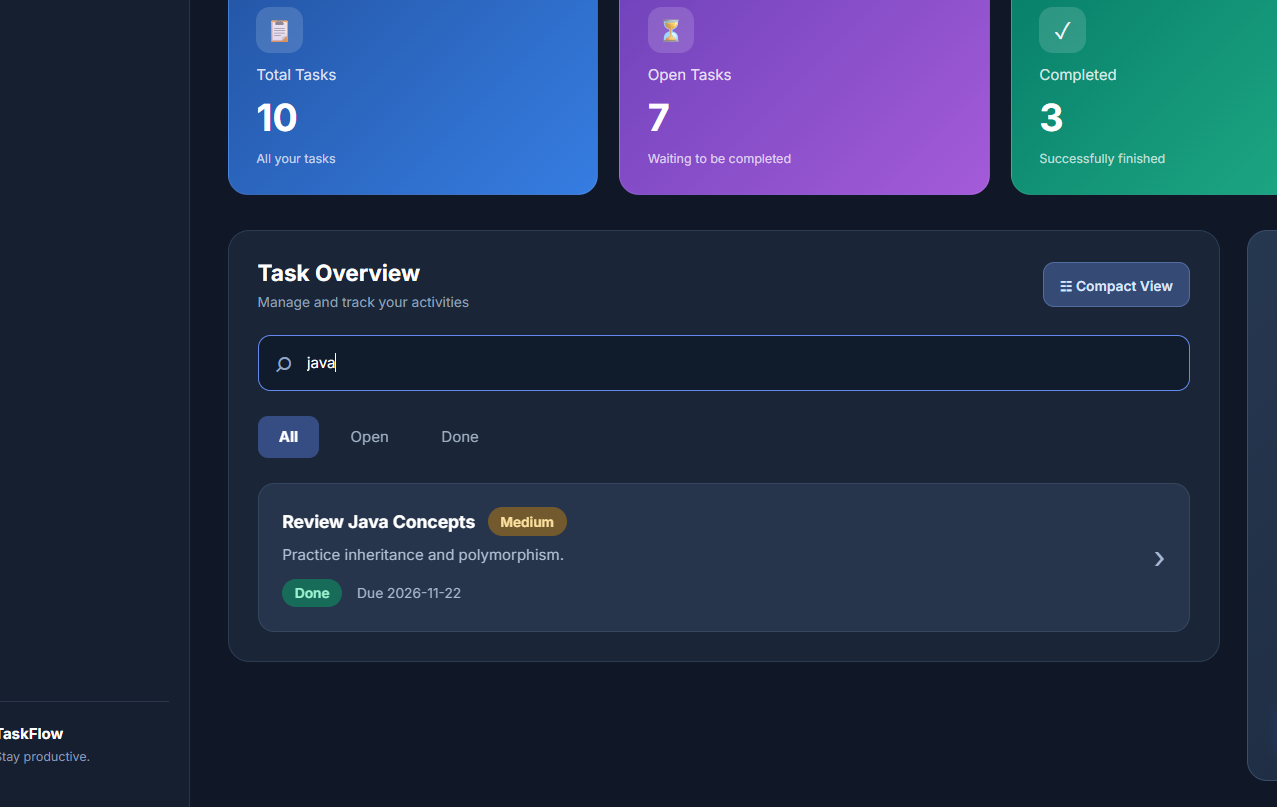 Total Tasks
10
All your tasks
Open Tasks
7
Waiting to be completed
Completed
3
Successfully finished
Task Overview
Manage and track your activities
Compact View
java
All
Open
Done
Review Java Concepts
Medium
Practice inheritance and polymorphism.
Done
Due 2026-11-22
TaskFlow
Stay productive.